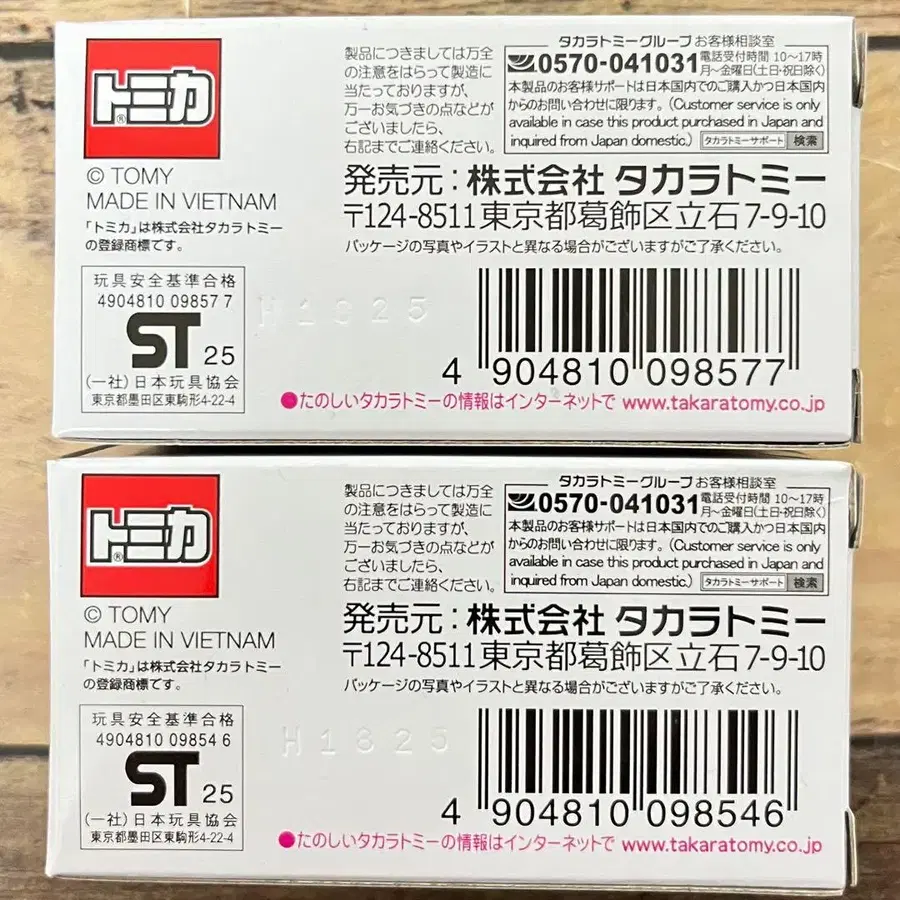 トミカ
®
© TOMY
MADE IN VIETNAM
「トミカ」は株式会社タカラトミー
の登録商標です。
玩具安全基準合格
4904810 09857 7
ST 25
(一社)日本玩具協会
東京都墨田区東駒形4-22-4
製品につきましては万全
の注意をはらって製造に
当たっておりますが、
万一お気づきの点などが
ございましたら、
右記までご連絡ください。
タカラトミーグループ お客様相談室
0570-041031 電話受付時間 10〜17時
月〜金曜日(土日・祝日除く)
本製品のお客様サポートは日本国内でのご購入かつ日本国内
からのお問い合わせに限ります。(Customer service is only
available in case this product purchased in Japan and
inquired from Japan domestic.) タカラトミーサポート 検索
発売元:株式会社 タカラトミー
〒124-8511東京都葛飾区立石7-9-10
パッケージの写真やイラストと異なる場合がございますがご了承ください。
4 904810 098577
●たのしいタカラトミーの情報はインターネットで www.takaratomy.co.jp
トミカ
®
© TOMY
MADE IN VIETNAM
「トミカ」は株式会社タカラトミー
の登録商標です。
玩具安全基準合格
4904810 09854 6
ST 25
(一社)日本玩具協会
東京都墨田区東駒形4-22-4
H1825
製品につきましては万全
の注意をはらって製造に
当たっておりますが、
万一お気づきの点などが
ございましたら、
右記までご連絡ください。
タカラトミーグループ お客様相談室
0570-041031 電話受付時間 10〜17時
月〜金曜日(土日・祝日除く)
本製品のお客様サポートは日本国内でのご購入かつ日本国内
からのお問い合わせに限ります。(Customer service is only
available in case this product purchased in Japan and
inquired from Japan domestic.) タカラトミーサポート 検索
発売元:株式会社 タカラトミー
〒124-8511東京都葛飾区立石7-9-10
パッケージの写真やイラストと異なる場合がございますがご了承ください。
4 904810 098546
●たのしいタカラトミーの情報はインターネットで www.takaratomy.co.jp